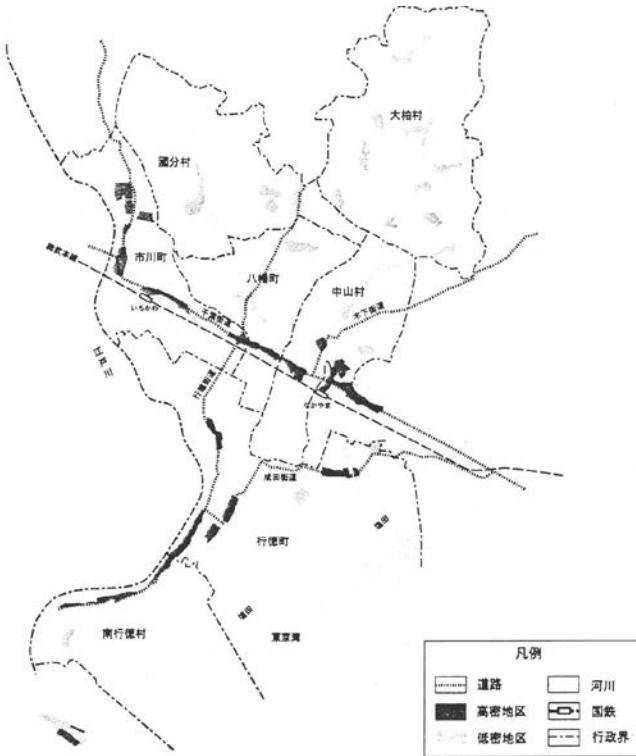 大柏村
國分村
市川町
八幡町
中山村
総武本線
いちかわ
千葉街道
木下街道
江戸川
行徳街道
なかやま
成田街道
塩田
行徳町
塩田
南行徳村
東京湾
凡例
道路
河川
高密地区
国鉄
低密地区
行政界